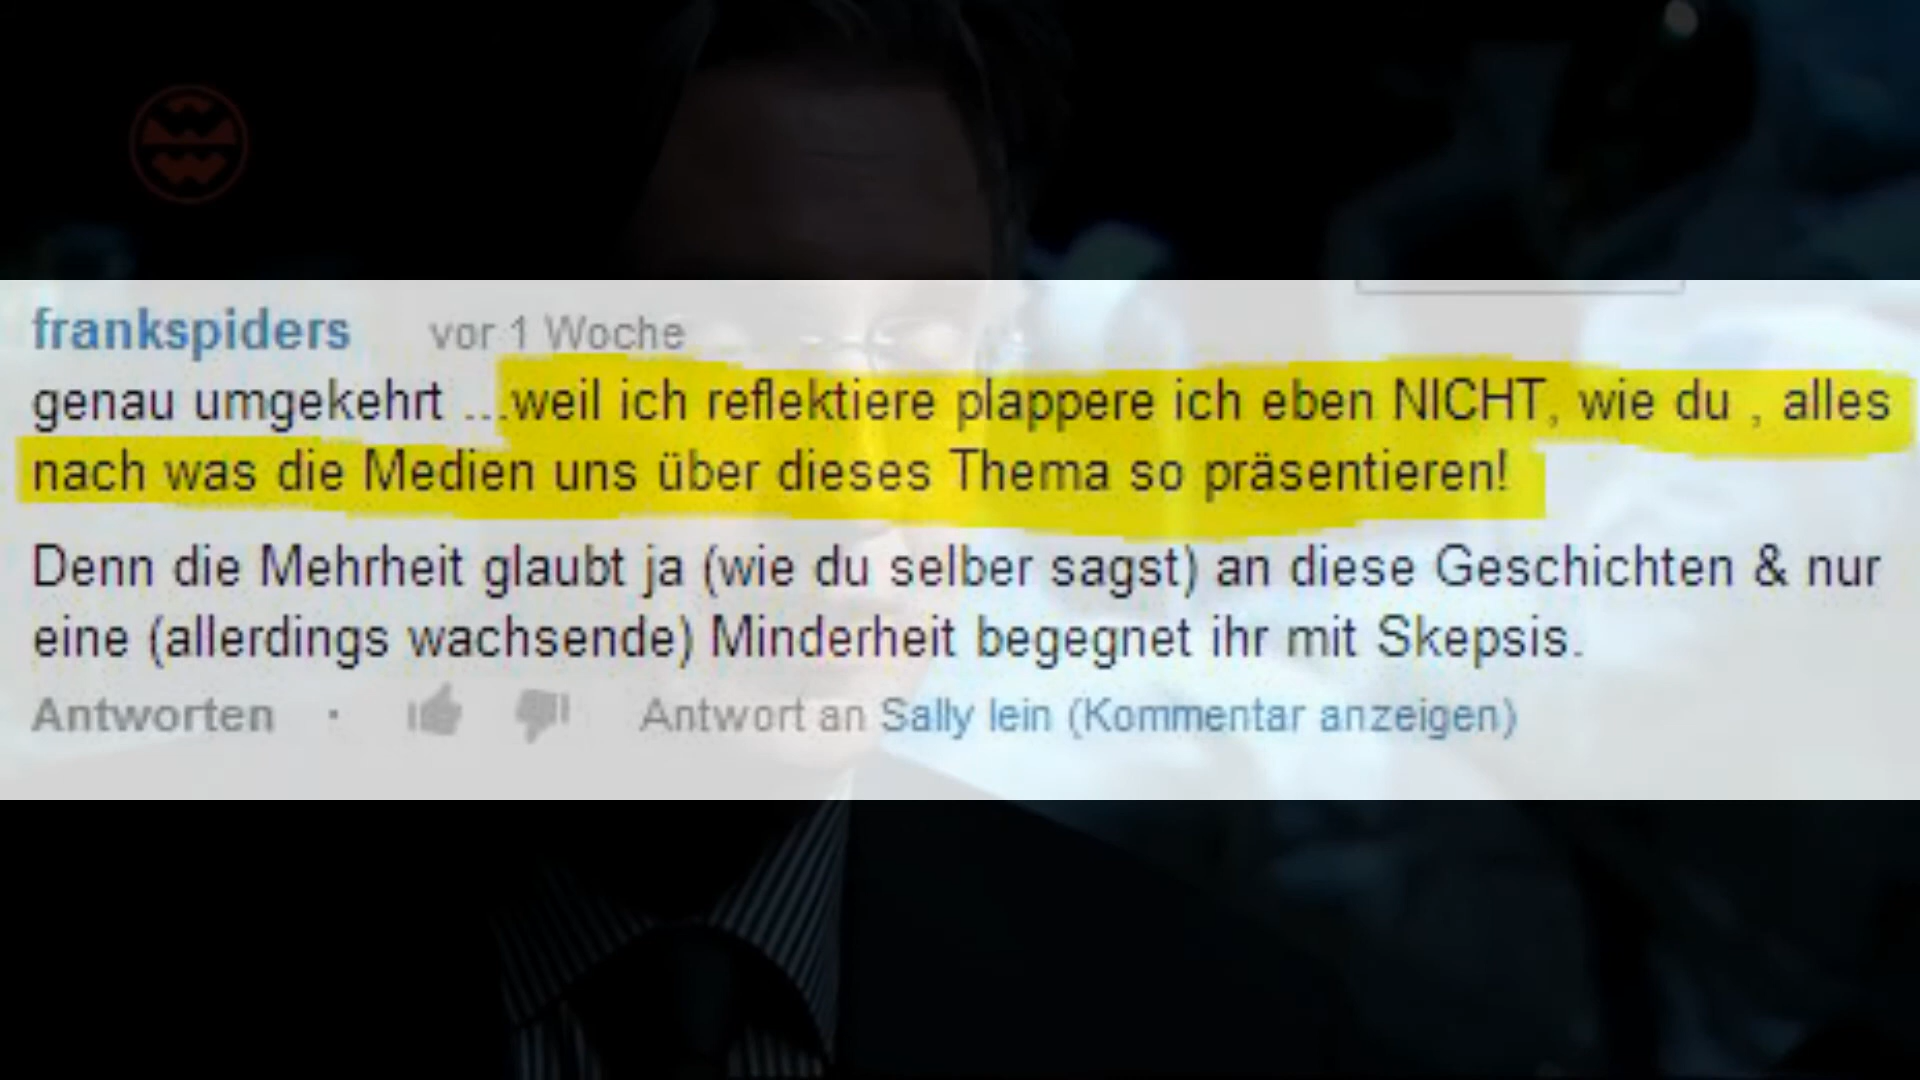 frankspiders vor 1 Woche
genau umgekehrt ...weil ich reflektiere plappere ich eben NICHT, wie du , alles
nach was die Medien uns über dieses Thema so präsentieren!
Denn die Mehrheit glaubt ja (wie du selber sagst) an diese Geschichten & nur
eine (allerdings wachsende) Minderheit begegnet ihr mit Skepsis.
Antworten · Antwort an Sally lein (Kommentar anzeigen)